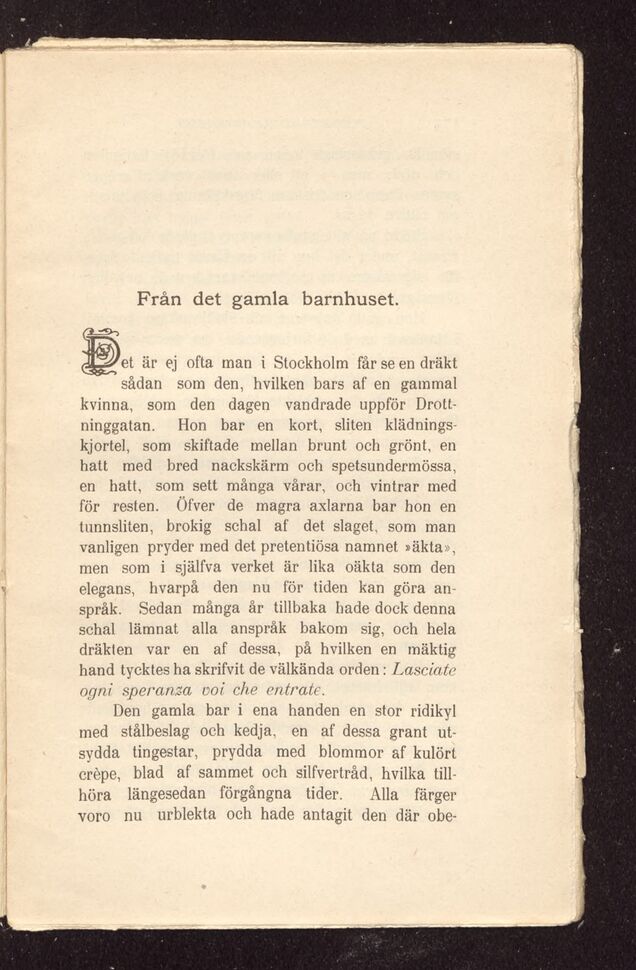 Från det gamla barnhuset.
Det är ej ofta man i Stockholm får se en dräkt
sådan som den, hvilken bars af en gammal
kvinna, som den dagen vandrade uppför Drott-
ninggatan. Hon bar en kort, sliten klädnings-
kjortel, som skiftade mellan brunt och grönt, en
hatt med bred nackskärm och spetsundermössa,
en hatt, som sett många vårar, och vintrar med
för resten. Öfver de magra axlarna bar hon en
tunnsliten, brokig schal af det slaget, som man
vanligen pryder med det pretentiösa namnet »äkta»,
men som i själfva verket är lika oäkta som den
elegans, hvarpå den nu för tiden kan göra an-
språk. Sedan många år tillbaka hade dock denna
schal lämnat alla anspråk bakom sig, och hela
dräkten var en af dessa, på hvilken en mäktig
hand tycktes ha skrifvit de välkända orden: Lasciate
ogni speranza voi che entrate.
Den gamla bar i ena handen en stor ridikyl
med stålbeslag och kedja, en af dessa grant ut-
sydda tingestar, prydda med blommor af kulört
crèpe, blad af sammet och silfvertråd, hvilka till-
höra längesedan förgångna tider. Alla färger
voro nu urblekta och hade antagit den där obe-